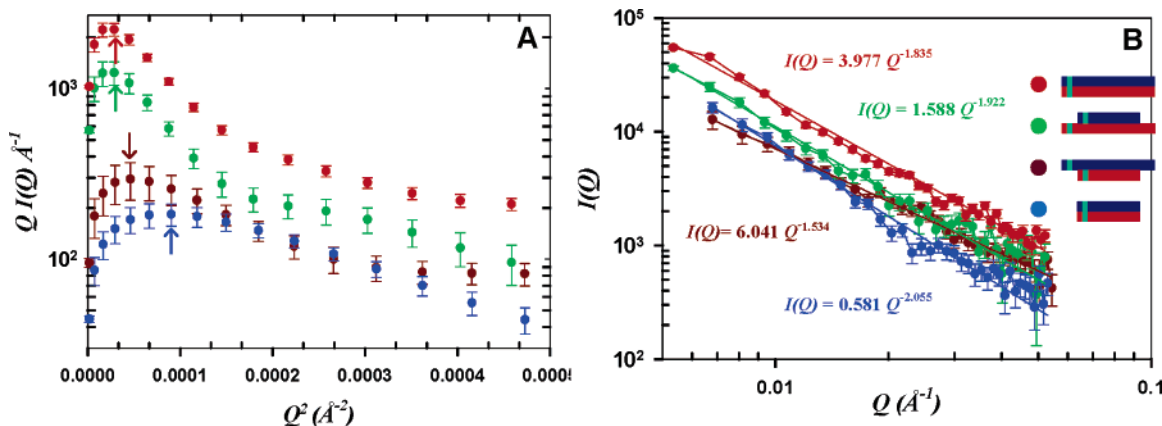 A
Q I(Q) Å⁻¹
10³
10²
0.0000 0.0001 0.0002 0.0003 0.0004 0.0005
Q² (Å⁻²)
B
I(Q)
10⁵
10⁴
10³
10²
I(Q) = 3.977 Q⁻¹·⁸³⁵
I(Q) = 1.588 Q⁻¹·⁹²²
I(Q)= 6.041 Q⁻¹·⁵³⁴
I(Q) = 0.581 Q⁻²·⁰⁵⁵
0.01 0.1
Q (Å⁻¹)